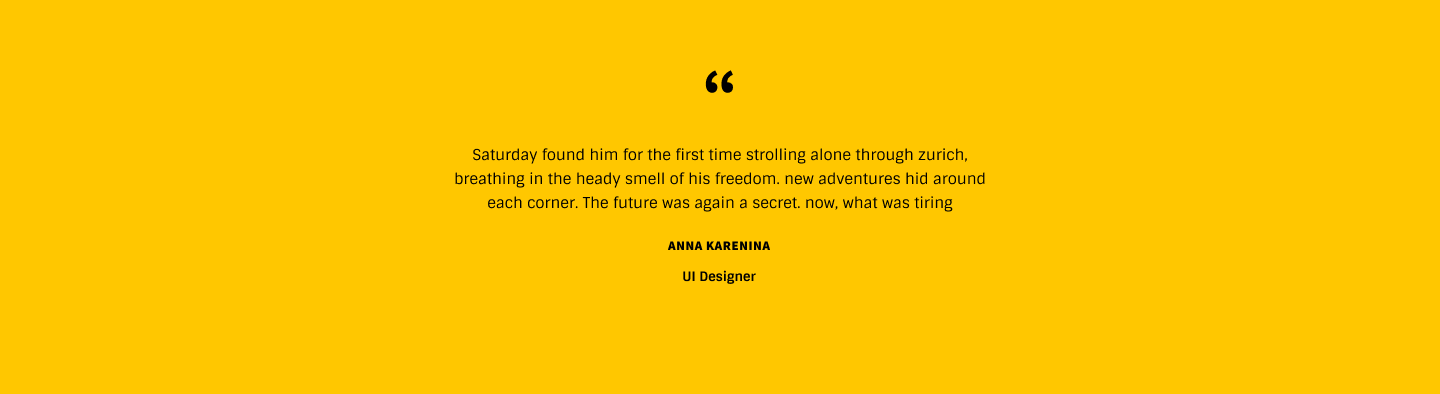 “
Saturday found him for the first time strolling alone through zurich,
breathing in the heady smell of his freedom. new adventures hid around
each corner. The future was again a secret. now, what was tiring
ANNA KARENINA
UI Designer